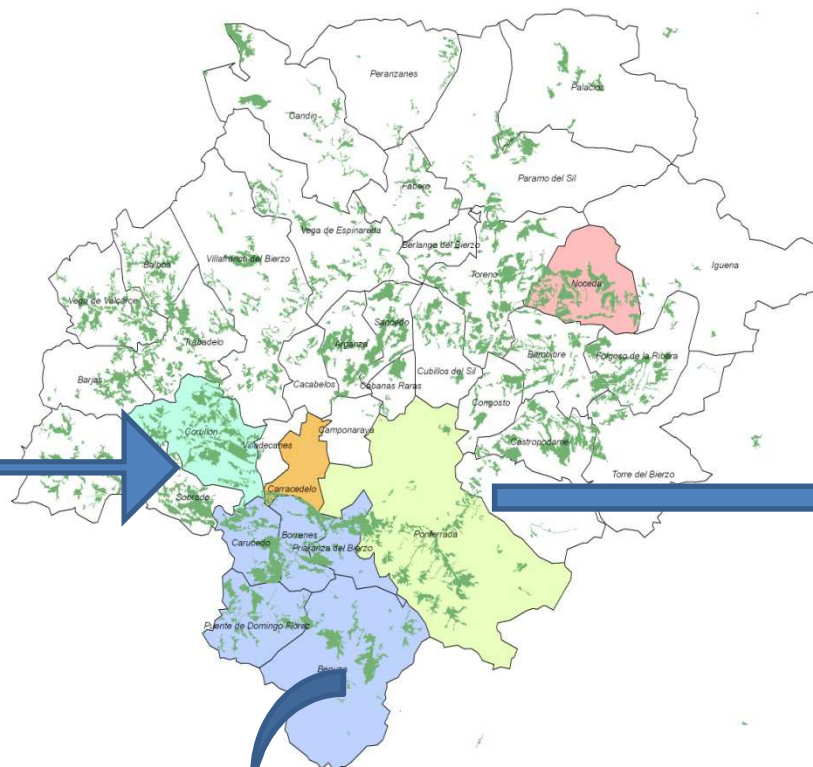 Peranzanes
Palacios
Candin
Paramo del Sil
Fabero
Vega de Espinareda
Berlanga del Bierzo
Villafranca del Bierzo
Balboa
Iguena
Toreno
Noceda
Vega de Valcarce
Sancedo
Trabadelo
Arganza
Bembibre
Folgoso de la Ribera
Barjas
Cacabelos
Cabanas Raras
Cubillos del Sil
Congosto
Corullon
Villadecanes
Camponaraya
Castropodame
Torre del Bierzo
Carracedelo
Sobrado
Borrenes
Ponferrada
Carucedo
Priaranza del Bierzo
Puente de Domingo Florez
Benuza